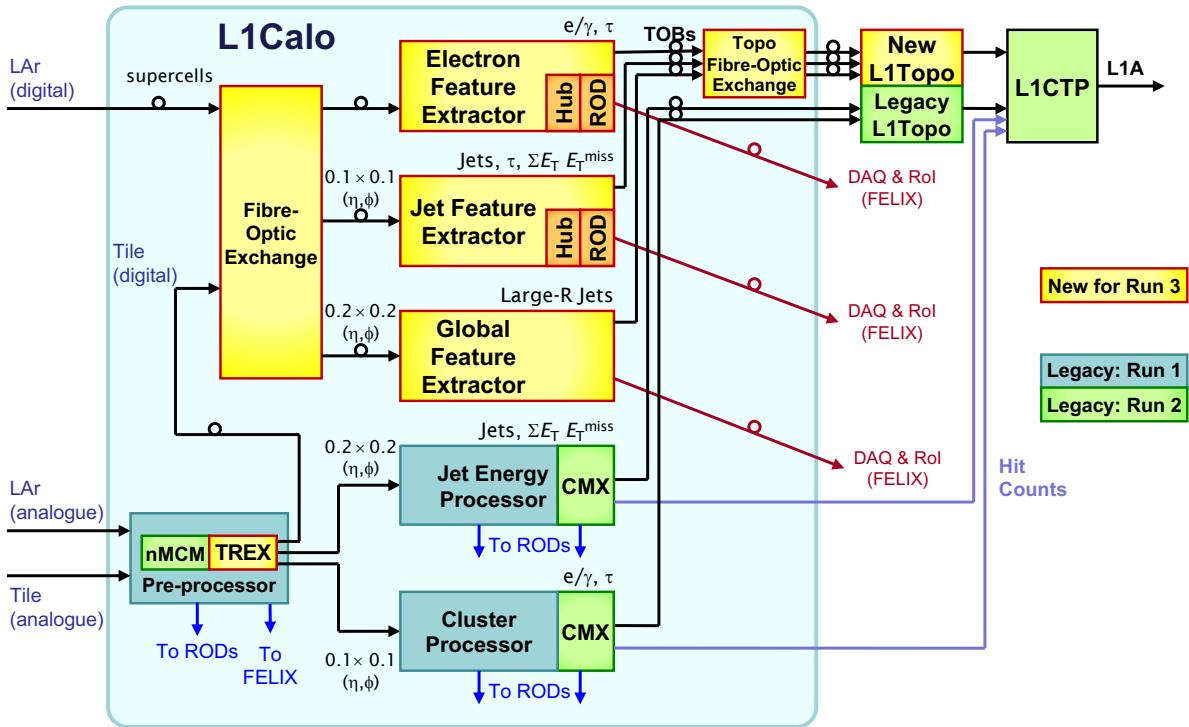 L1Calo
LAr
(digital)
supercells
Fibre-
Optic
Exchange
Tile
(digital)
e/γ, τ
Electron
Feature
Extractor
Hub
ROD
TOBs
Topo
Fibre-Optic
Exchange
New
L1Topo
Legacy
L1Topo
L1CTP
L1A
0.1 × 0.1
(η,ϕ)
Jets, τ, ΣE_T E_T^miss
Jet Feature
Extractor
Hub
ROD
DAQ & RoI
(FELIX)
0.2 × 0.2
(η,ϕ)
Large-R Jets
Global
Feature
Extractor
DAQ & RoI
(FELIX)
New for Run 3
Legacy: Run 1
Legacy: Run 2
DAQ & RoI
(FELIX)
Hit
Counts
0.2 × 0.2
(η,ϕ)
Jets, ΣE_T E_T^miss
Jet Energy
Processor
CMX
To RODs
LAr
(analogue)
nMCM
TREX
Pre-processor
Tile
(analogue)
To RODs
To
FELIX
0.1 × 0.1
(η,ϕ)
e/γ, τ
Cluster
Processor
CMX
To RODs